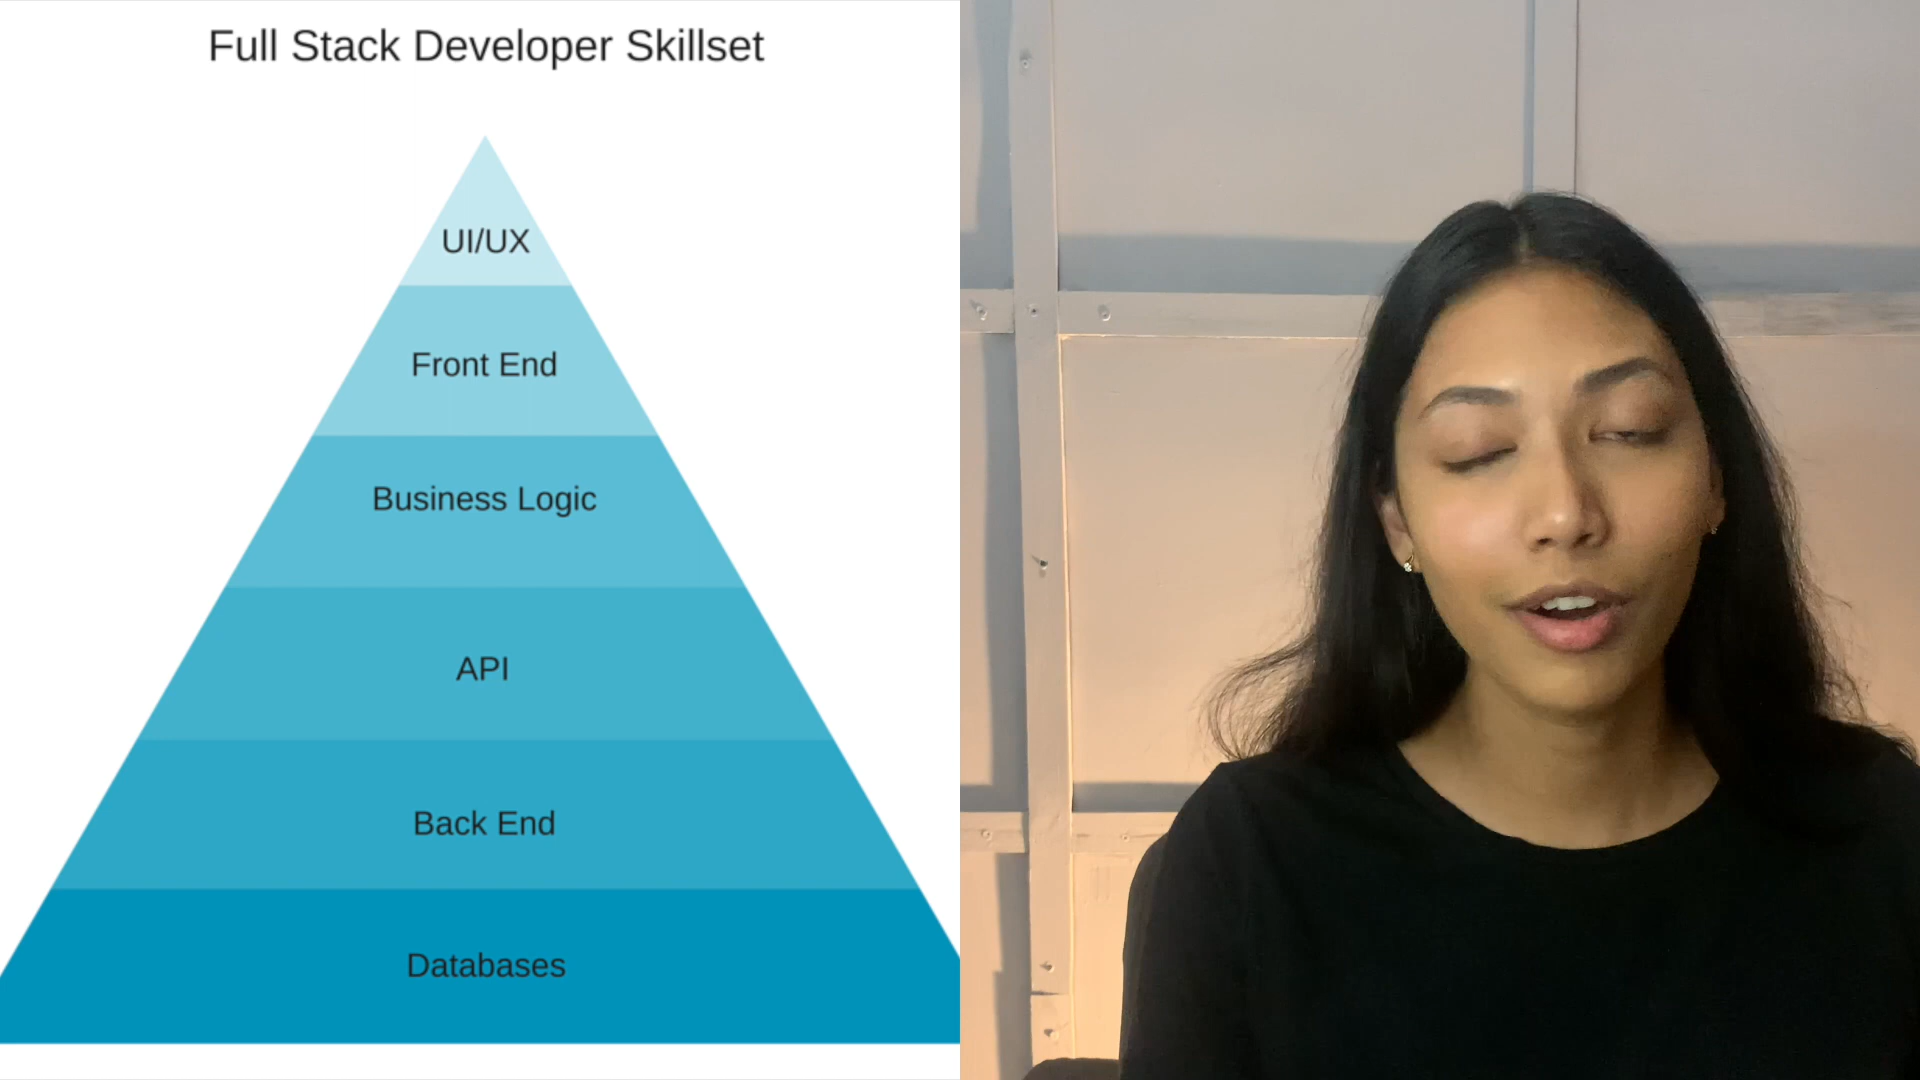 Full Stack Developer Skillset
UI/UX
Front End
Business Logic
API
Back End
Databases